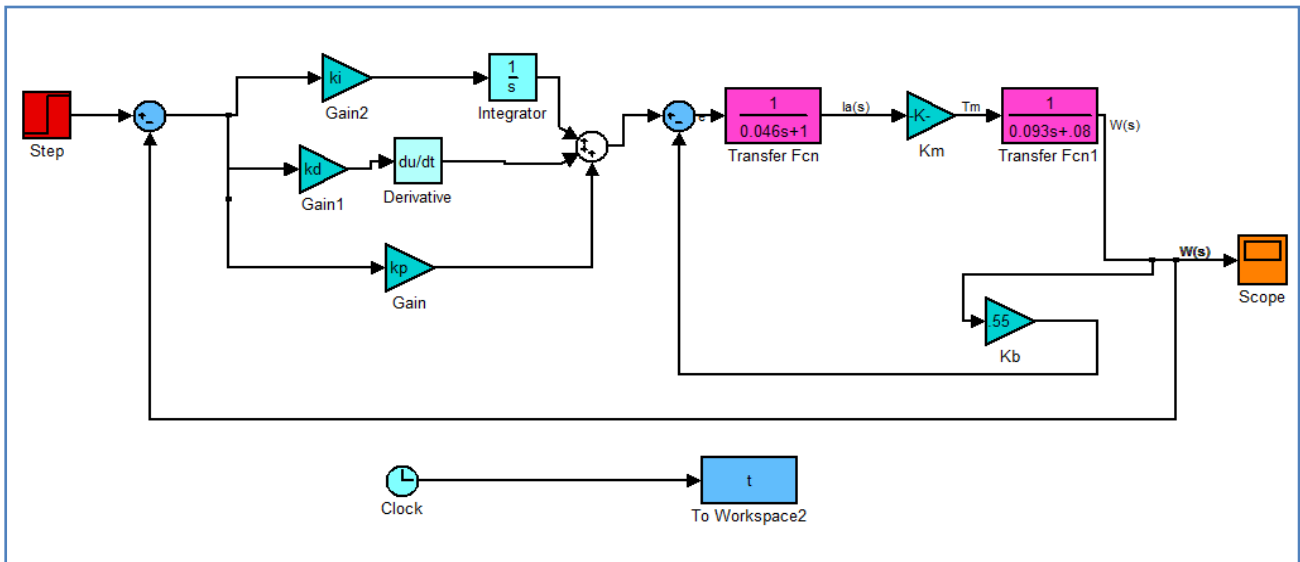 Step
ki
Gain2
1
s
Integrator
kd
Gain1
du/dt
Derivative
kp
Gain
e
1
0.046s+1
Transfer Fcn
Ia(s)
-K-
Km
Tm
1
0.093s+.08
Transfer Fcn1
W(s)
W(s)
Scope
.55
Kb
Clock
t
To Workspace2